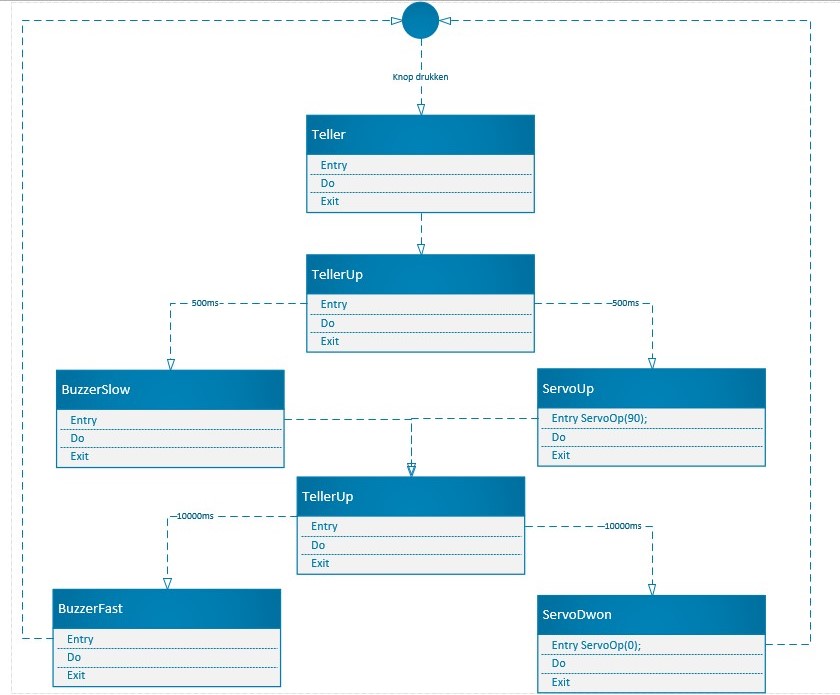 Knop drukken
Teller
Entry
Do
Exit
TellerUp
Entry
Do
Exit
500ms
500ms
BuzzerSlow
Entry
Do
Exit
ServoUp
Entry ServoOp(90);
Do
Exit
TellerUp
Entry
Do
Exit
10000ms
10000ms
BuzzerFast
Entry
Do
Exit
ServoDwon
Entry ServoOp(0);
Do
Exit